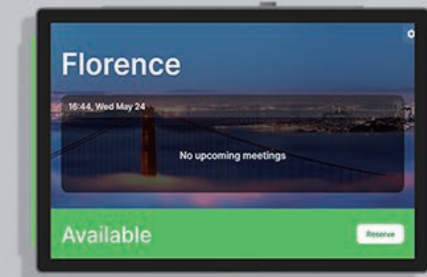 Florence
16:44, Wed May 24
No upcoming meetings
Available
Reserve